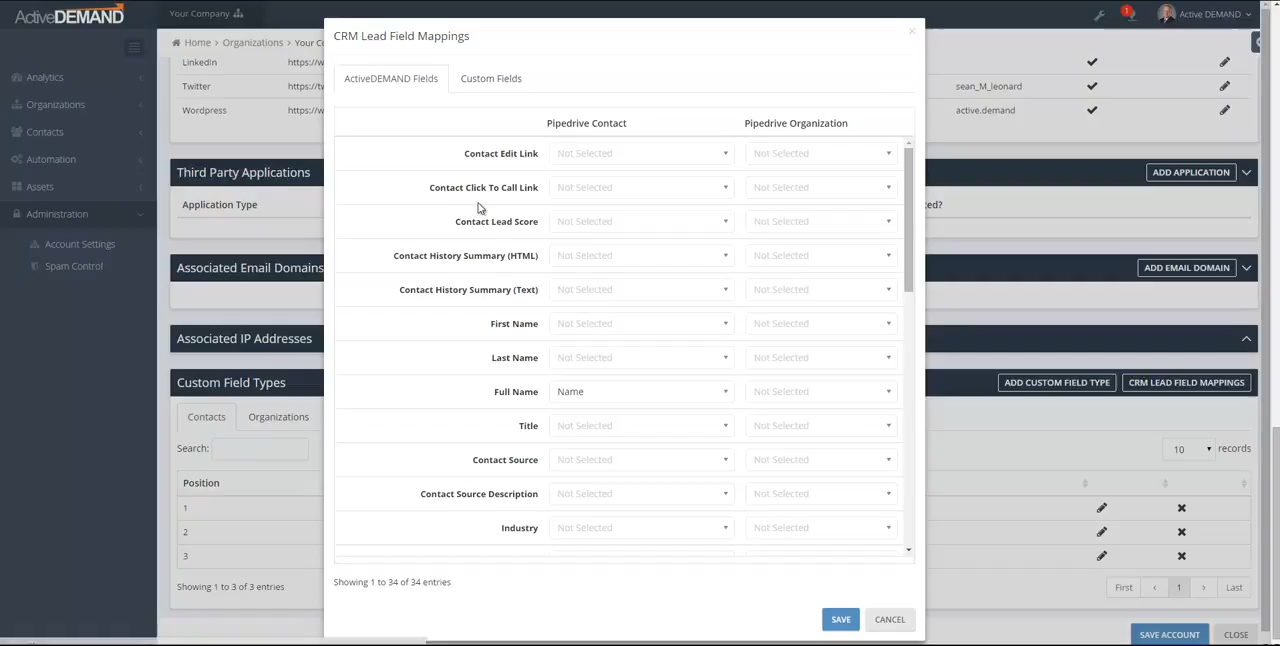 ActiveDEMAND
Your Company
1
Active DEMAND
Home > Organizations > Your Co
Analytics
Organizations
Contacts
Automation
Assets
Administration
Account Settings
Spam Control
LinkedIn https://w
Twitter https://tw sean_M_leonard
Wordpress https://w active.demand
Third Party Applications ADD APPLICATION
Application Type ed?
Associated Email Domains ADD EMAIL DOMAIN
Associated IP Addresses
Custom Field Types ADD CUSTOM FIELD TYPE CRM LEAD FIELD MAPPINGS
Contacts Organizations
Search: 10 records
Position
1
2
3
Showing 1 to 3 of 3 entries First ‹ 1 › Last
SAVE ACCOUNT CLOSE
CRM Lead Field Mappings ×
ActiveDEMAND Fields Custom Fields
Pipedrive Contact Pipedrive Organization
Contact Edit Link Not Selected Not Selected
Contact Click To Call Link Not Selected Not Selected
Contact Lead Score Not Selected Not Selected
Contact History Summary (HTML) Not Selected Not Selected
Contact History Summary (Text) Not Selected Not Selected
First Name Not Selected Not Selected
Last Name Not Selected Not Selected
Full Name Name Not Selected
Title Not Selected Not Selected
Contact Source Not Selected Not Selected
Contact Source Description Not Selected Not Selected
Industry Not Selected Not Selected
Showing 1 to 34 of 34 entries
SAVE CANCEL